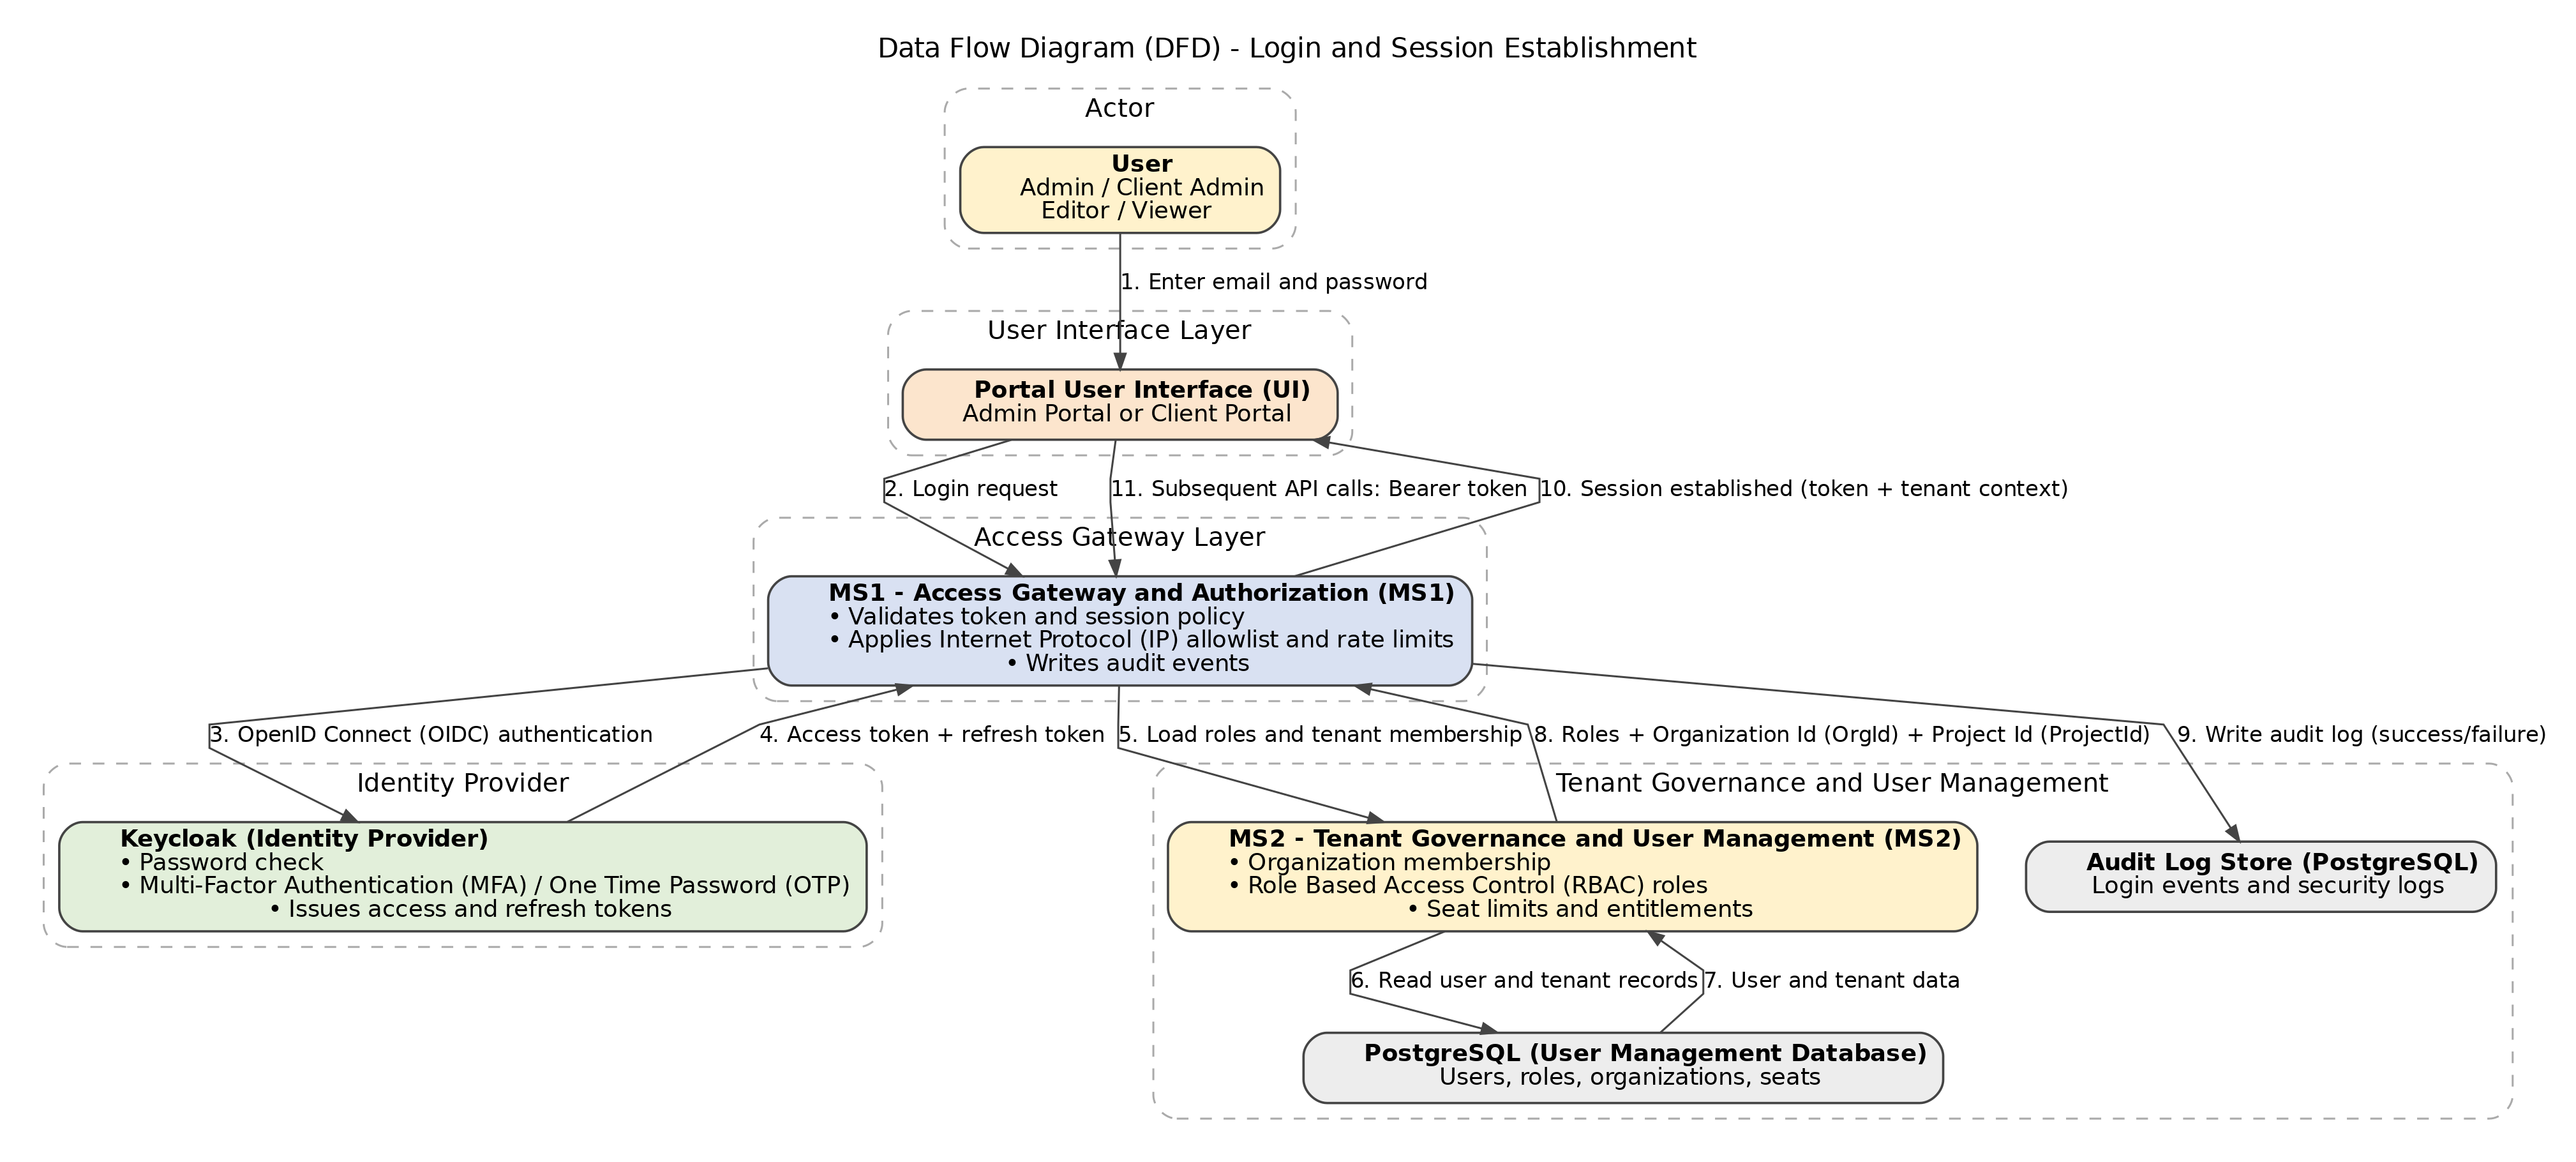 Data Flow Diagram (DFD) - Login and Session Establishment
Actor
User
Admin / Client Admin
Editor / Viewer
1. Enter email and password
User Interface Layer
Portal User Interface (UI)
Admin Portal or Client Portal
2. Login request
11. Subsequent API calls: Bearer token
10. Session established (token + tenant context)
Access Gateway Layer
MS1 - Access Gateway and Authorization (MS1)
• Validates token and session policy
• Applies Internet Protocol (IP) allowlist and rate limits
• Writes audit events
3. OpenID Connect (OIDC) authentication
4. Access token + refresh token
5. Load roles and tenant membership
8. Roles + Organization Id (OrgId) + Project Id (ProjectId)
9. Write audit log (success/failure)
Identity Provider
Keycloak (Identity Provider)
• Password check
• Multi-Factor Authentication (MFA) / One Time Password (OTP)
• Issues access and refresh tokens
Tenant Governance and User Management
MS2 - Tenant Governance and User Management (MS2)
• Organization membership
• Role Based Access Control (RBAC) roles
• Seat limits and entitlements
Audit Log Store (PostgreSQL)
Login events and security logs
6. Read user and tenant records
7. User and tenant data
PostgreSQL (User Management Database)
Users, roles, organizations, seats